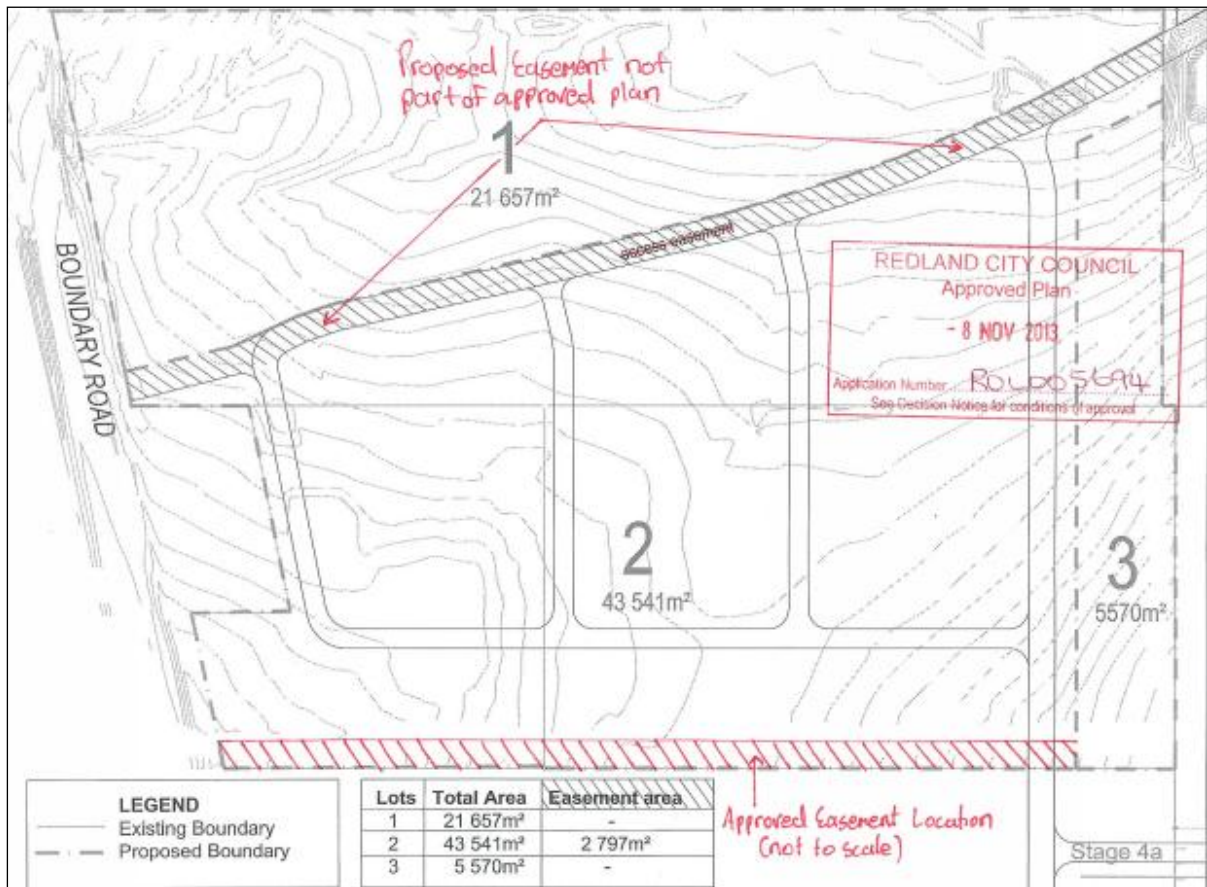 Proposed Easement not
part of approved plan
1
21 657m²
access easement
BOUNDARY ROAD
REDLAND CITY COUNCIL
Approved Plan
- 8 NOV 2013
Application Number ROL005694
See Decision Notice for conditions of approval
2
43 541m²
3
5570m²
LEGEND
Existing Boundary
Proposed Boundary
Lots Total Area Easement area
1 21 657m² -
2 43 541m² 2 797m²
3 5 570m² -
Approved Easement Location
(not to scale)
Stage 4a